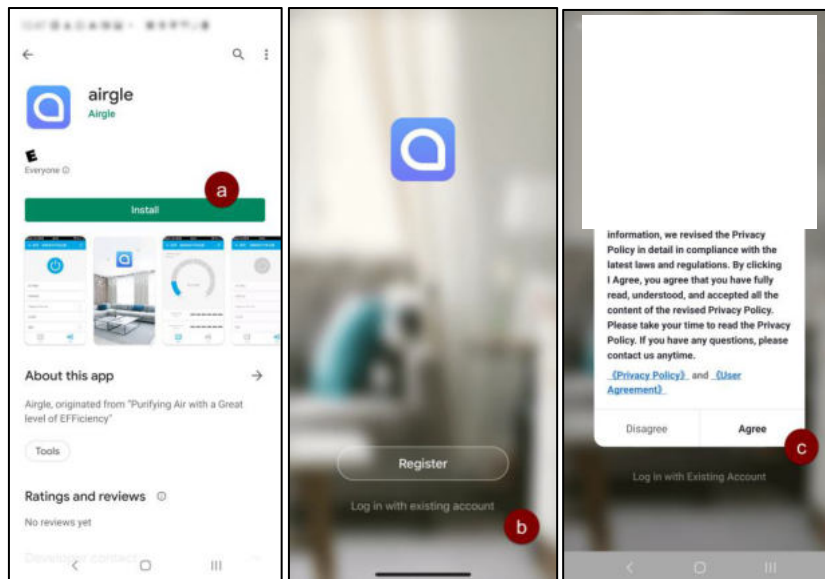 airgle
Airgle
E
Everyone
a
Install
About this app
Airgle, originated from "Purifying Air with a Great
level of EFFiciency"
Tools
Ratings and reviews
No reviews yet
Developer contact
Register
Log in with existing account
b
information, we revised the Privacy
Policy in detail in compliance with the
latest laws and regulations. By clicking
I Agree, you agree that you have fully
read, understood, and accepted all the
content of the revised Privacy Policy.
Please take your time to read the Privacy
Policy. If you have any questions, please
contact us anytime.
《Privacy Policy》 and 《User
Agreement》
Disagree
Agree
c
Log in with Existing Account